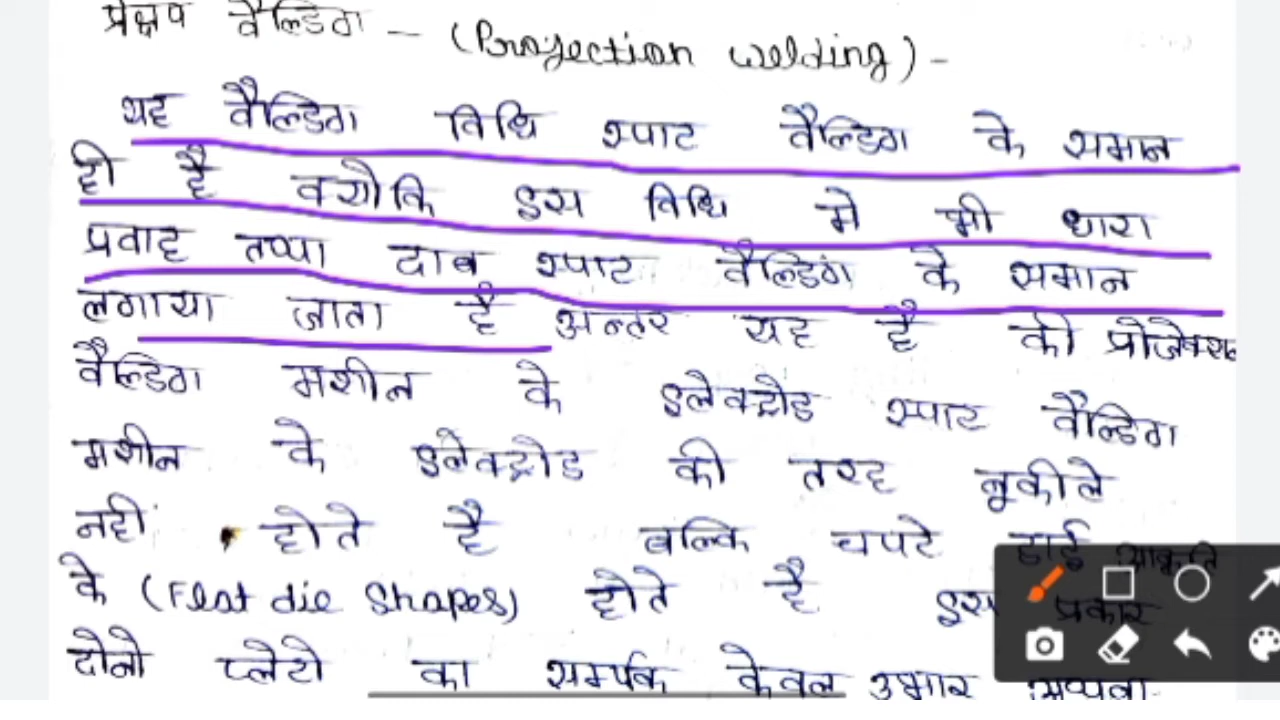 प्रक्षेप वैल्डिंग – (Projection welding) –
यह वैल्डिग विधि स्पाट वैल्डिग के समान
ही है क्योकि इस विधि मे भी धारा
प्रवाह तथा दाब स्पाट वैल्डिंग के समान
लगाया जाता है अन्तर यह है की प्रोजेक्शन
वैल्डिग मशीन के इलेक्ट्रोड स्पाट वैल्डिग
मशीन के इलेक्ट्रोड की तरह नुकीले
नही होते है बल्कि चपटे डाई आकृति
के (Flat die Shapes) होते है इस प्रकार
दोनो प्लेटो का सम्पर्क केवल उभार अथवा